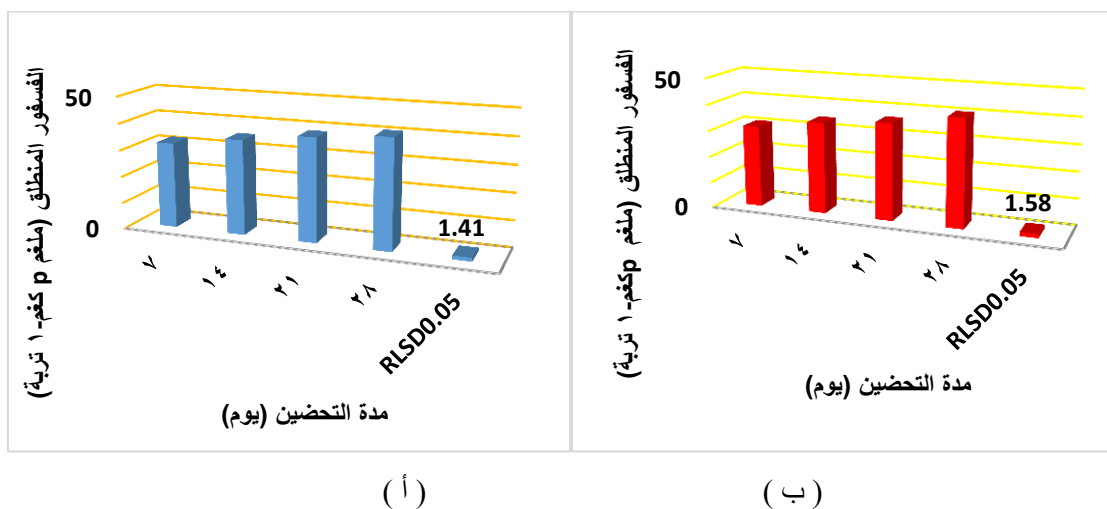 الفسفور المنطلق (ملغم p كغم-١ تربة)
50
0
1.41
٧
١٤
٢١
٢٨
RLSD0.05
مدة التحضين (يوم)
( أ )
الفسفور المنطلق (ملغم pكغم-١ تربة)
50
0
1.58
٧
١٤
٢١
٢٨
RLSD0.05
مدة التحضين (يوم)
( ب )